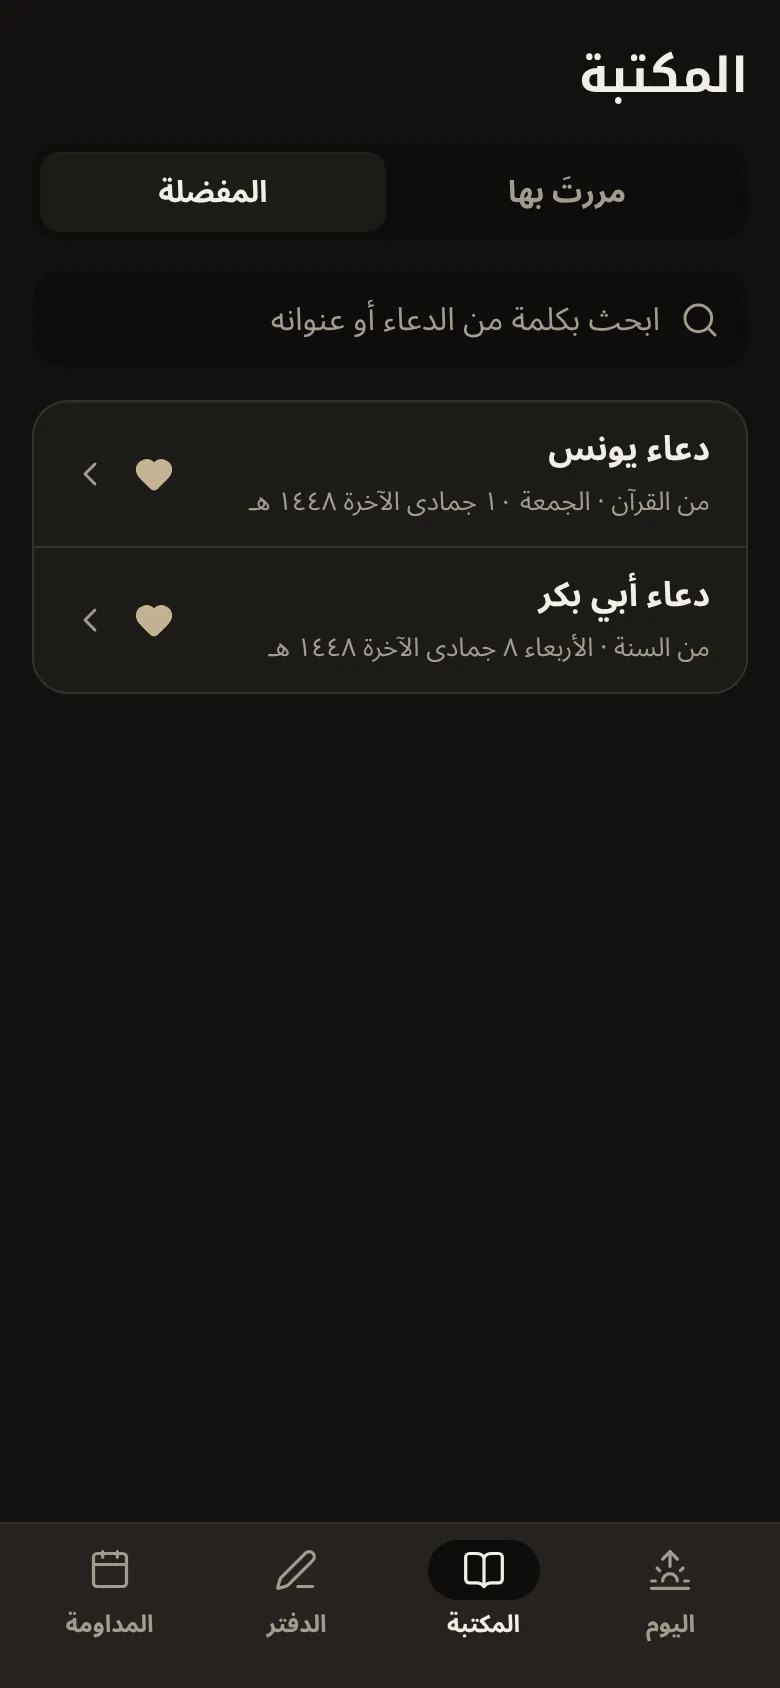 المكتبة
مررتَ بها
المفضلة
ابحث بكلمة من الدعاء أو عنوانه
دعاء يونس
من القرآن · الجمعة ١٠ جمادى الآخرة ١٤٤٨ هـ
دعاء أبي بكر
من السنة · الأربعاء ٨ جمادى الآخرة ١٤٤٨ هـ
اليوم
المكتبة
الدفتر
المداومة